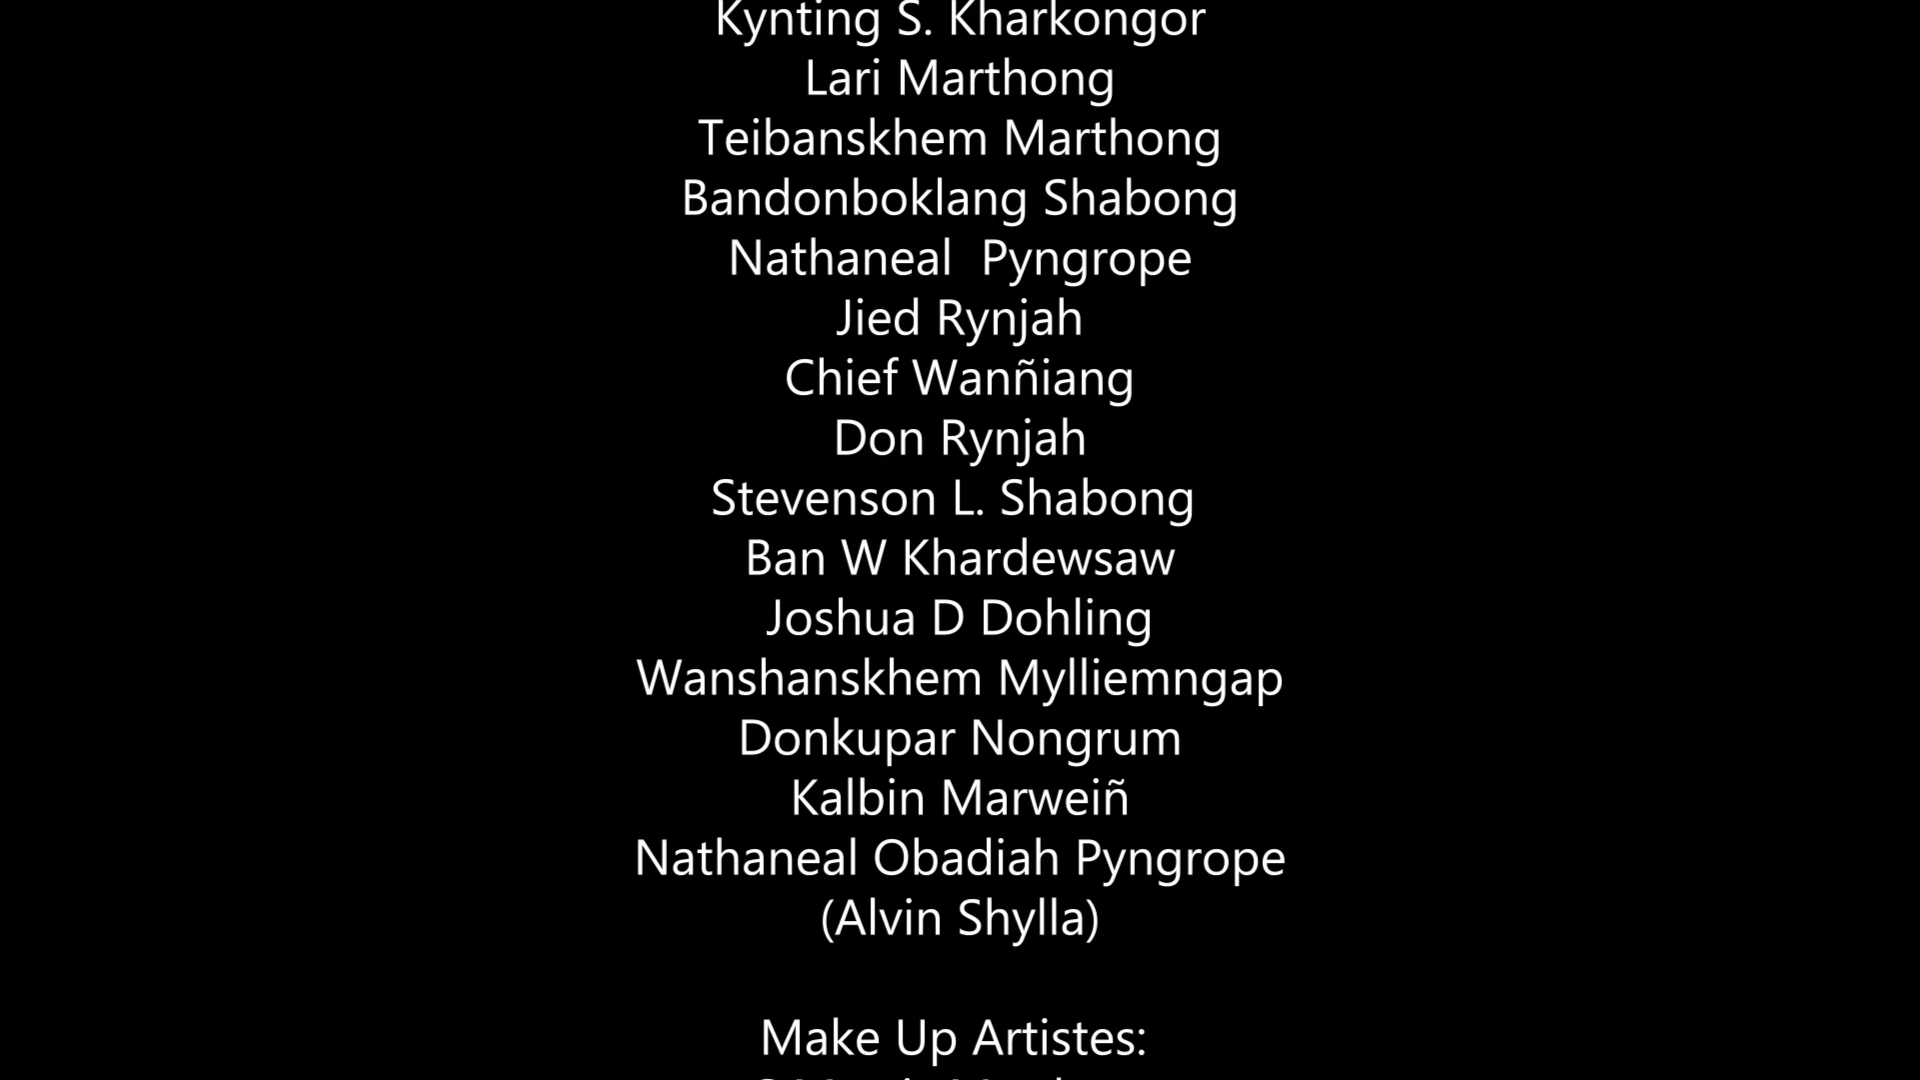 Kynting S. Kharkongor
Lari Marthong
Teibanskhem Marthong
Bandonboklang Shabong
Nathaneal  Pyngrope
Jied Rynjah
Chief Wanñiang
Don Rynjah
Stevenson L. Shabong
Ban W Khardewsaw
Joshua D Dohling
Wanshanskhem Mylliemngap
Donkupar Nongrum
Kalbin Marweiñ
Nathaneal Obadiah Pyngrope
(Alvin Shylla)
Make Up Artistes: